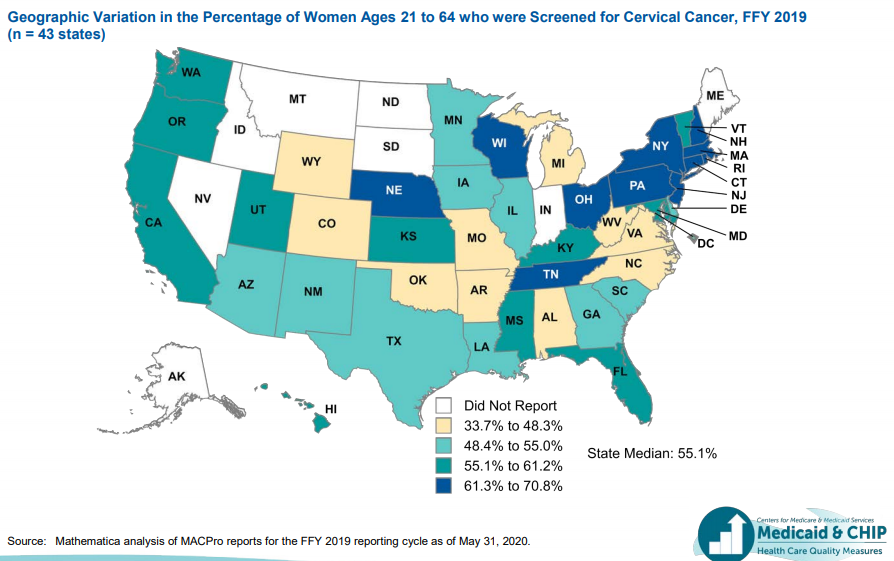 Geographic Variation in the Percentage of Women Ages 21 to 64 who were Screened for Cervical Cancer, FFY 2019
(n = 43 states)
WA
MT
ND
ME
OR
MN
ID
VT
NH
SD
WI
NY
MA
WY
MI
RI
CT
NE
IA
PA
NJ
NV
OH
DE
UT
IL
IN
CA
CO
WV
MD
KS
VA
DC
MO
KY
NC
TN
OK
AZ
NM
AR
SC
MS
AL
GA
TX
LA
FL
AK
HI
Did Not Report
33.7% to 48.3%
48.4% to 55.0%
55.1% to 61.2%
61.3% to 70.8%
State Median: 55.1%
Centers for Medicare & Medicaid Services
Medicaid & CHIP
Health Care Quality Measures
Source: Mathematica analysis of MACPro reports for the FFY 2019 reporting cycle as of May 31, 2020.